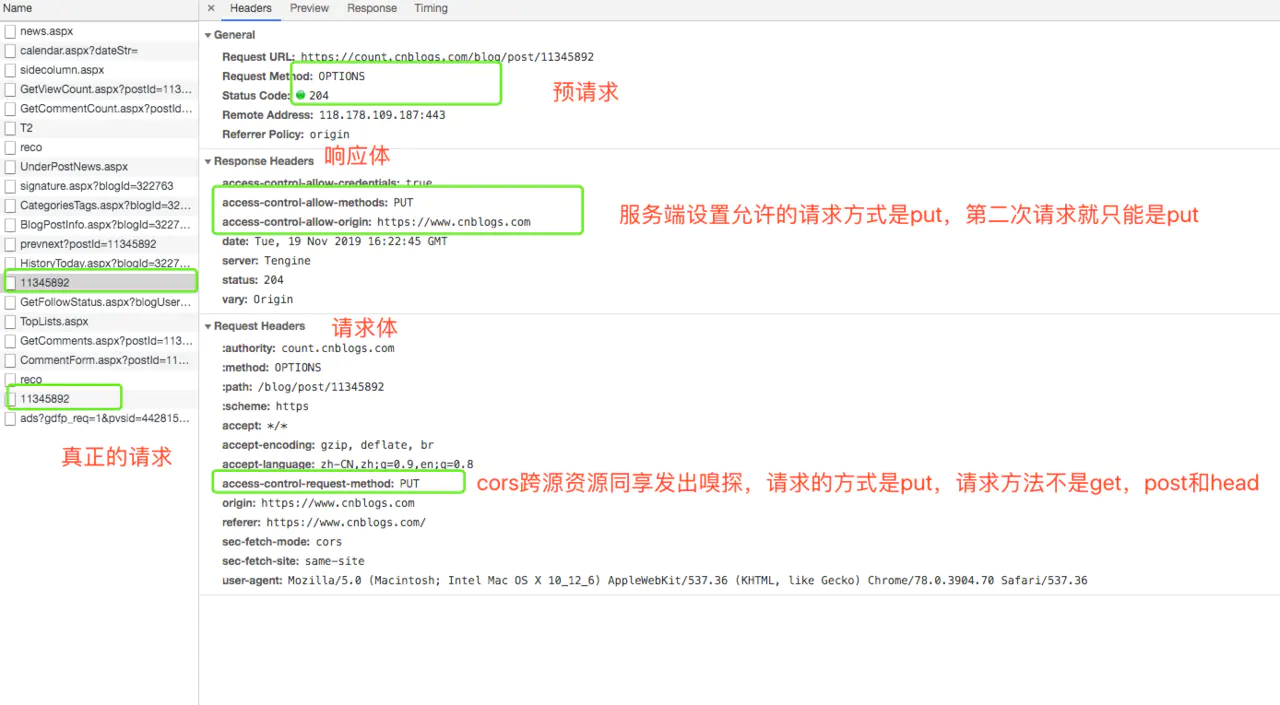 Name
× Headers Preview Response Timing
news.aspx
calendar.aspx?dateStr=
sidecolumn.aspx
GetViewCount.aspx?postId=113...
GetCommentCount.aspx?postId...
T2
reco
UnderPostNews.aspx
signature.aspx?blogId=322763
CategoriesTags.aspx?blogId=32...
BlogPostInfo.aspx?blogId=3227...
prevnext?postId=11345892
HistoryToday.aspx?blogId=3227...
11345892
GetFollowStatus.aspx?blogUser...
TopLists.aspx
GetComments.aspx?postId=113...
CommentForm.aspx?postId=11...
reco
11345892
ads?gdfp_req=1&pvsid=442815...
真正的请求
General
Request URL: https://count.cnblogs.com/blog/post/11345892
Request Method: OPTIONS
Status Code: 204
预请求
Remote Address: 118.178.109.187:443
Referrer Policy: origin
Response Headers 响应体
access-control-allow-credentials: true
access-control-allow-methods: PUT
access-control-allow-origin: https://www.cnblogs.com
服务端设置允许的请求方式是put，第二次请求就只能是put
date: Tue, 19 Nov 2019 16:22:45 GMT
server: Tengine
status: 204
vary: Origin
Request Headers 请求体
:authority: count.cnblogs.com
:method: OPTIONS
:path: /blog/post/11345892
:scheme: https
accept: */*
accept-encoding: gzip, deflate, br
accept-language: zh-CN,zh;q=0.9,en;q=0.8
access-control-request-method: PUT
cors跨源资源同享发出嗅探，请求的方式是put，请求方法不是get，post和head
origin: https://www.cnblogs.com
referer: https://www.cnblogs.com/
sec-fetch-mode: cors
sec-fetch-site: same-site
user-agent: Mozilla/5.0 (Macintosh; Intel Mac OS X 10_12_6) AppleWebKit/537.36 (KHTML, like Gecko) Chrome/78.0.3904.70 Safari/537.36